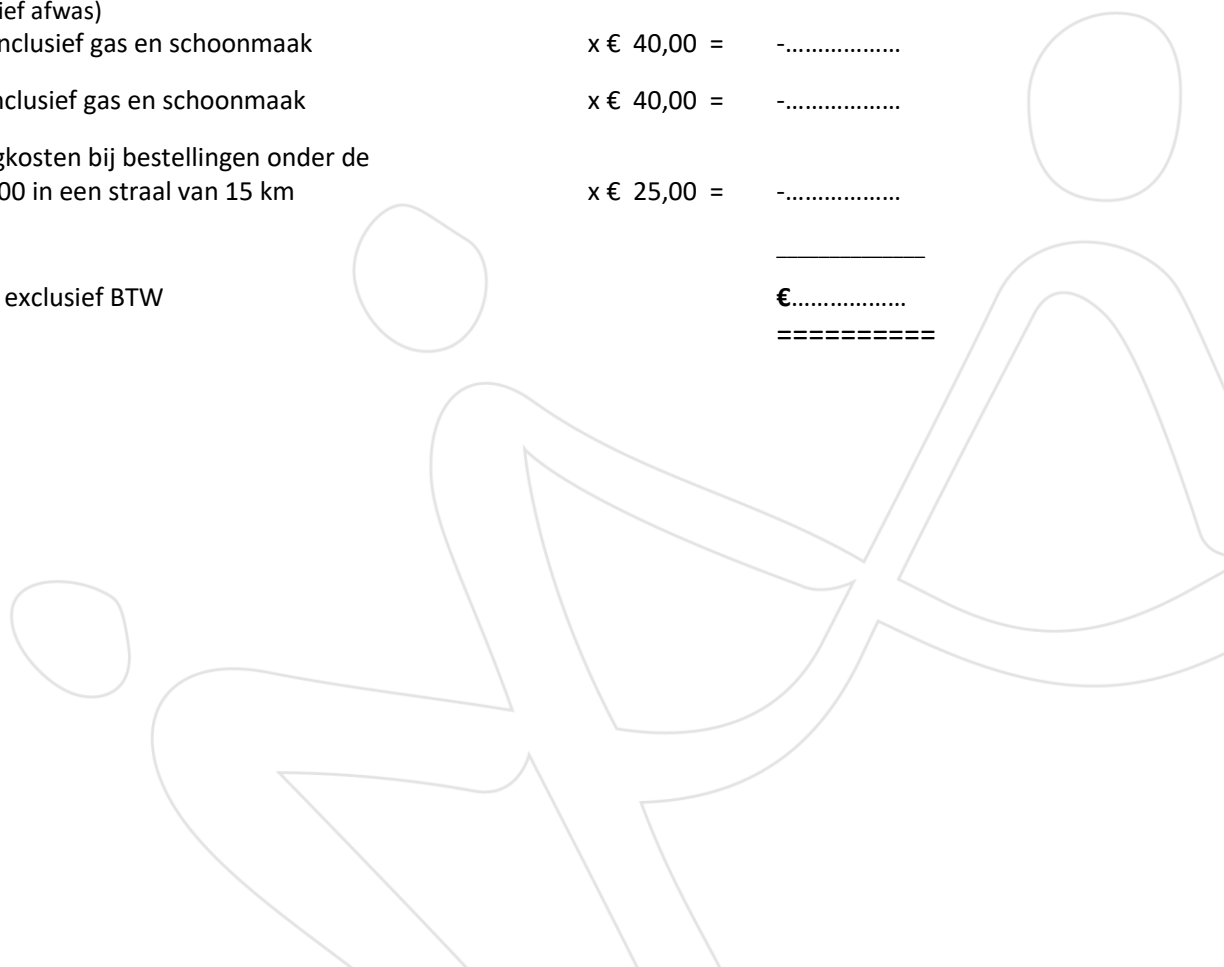 ief afwas)
nclusief gas en schoonmaak x € 40,00 = -..................
nclusief gas en schoonmaak x € 40,00 = -..................
gkosten bij bestellingen onder de
00 in een straal van 15 km x € 25,00 = -..................
______________
exclusief BTW €..................
==========